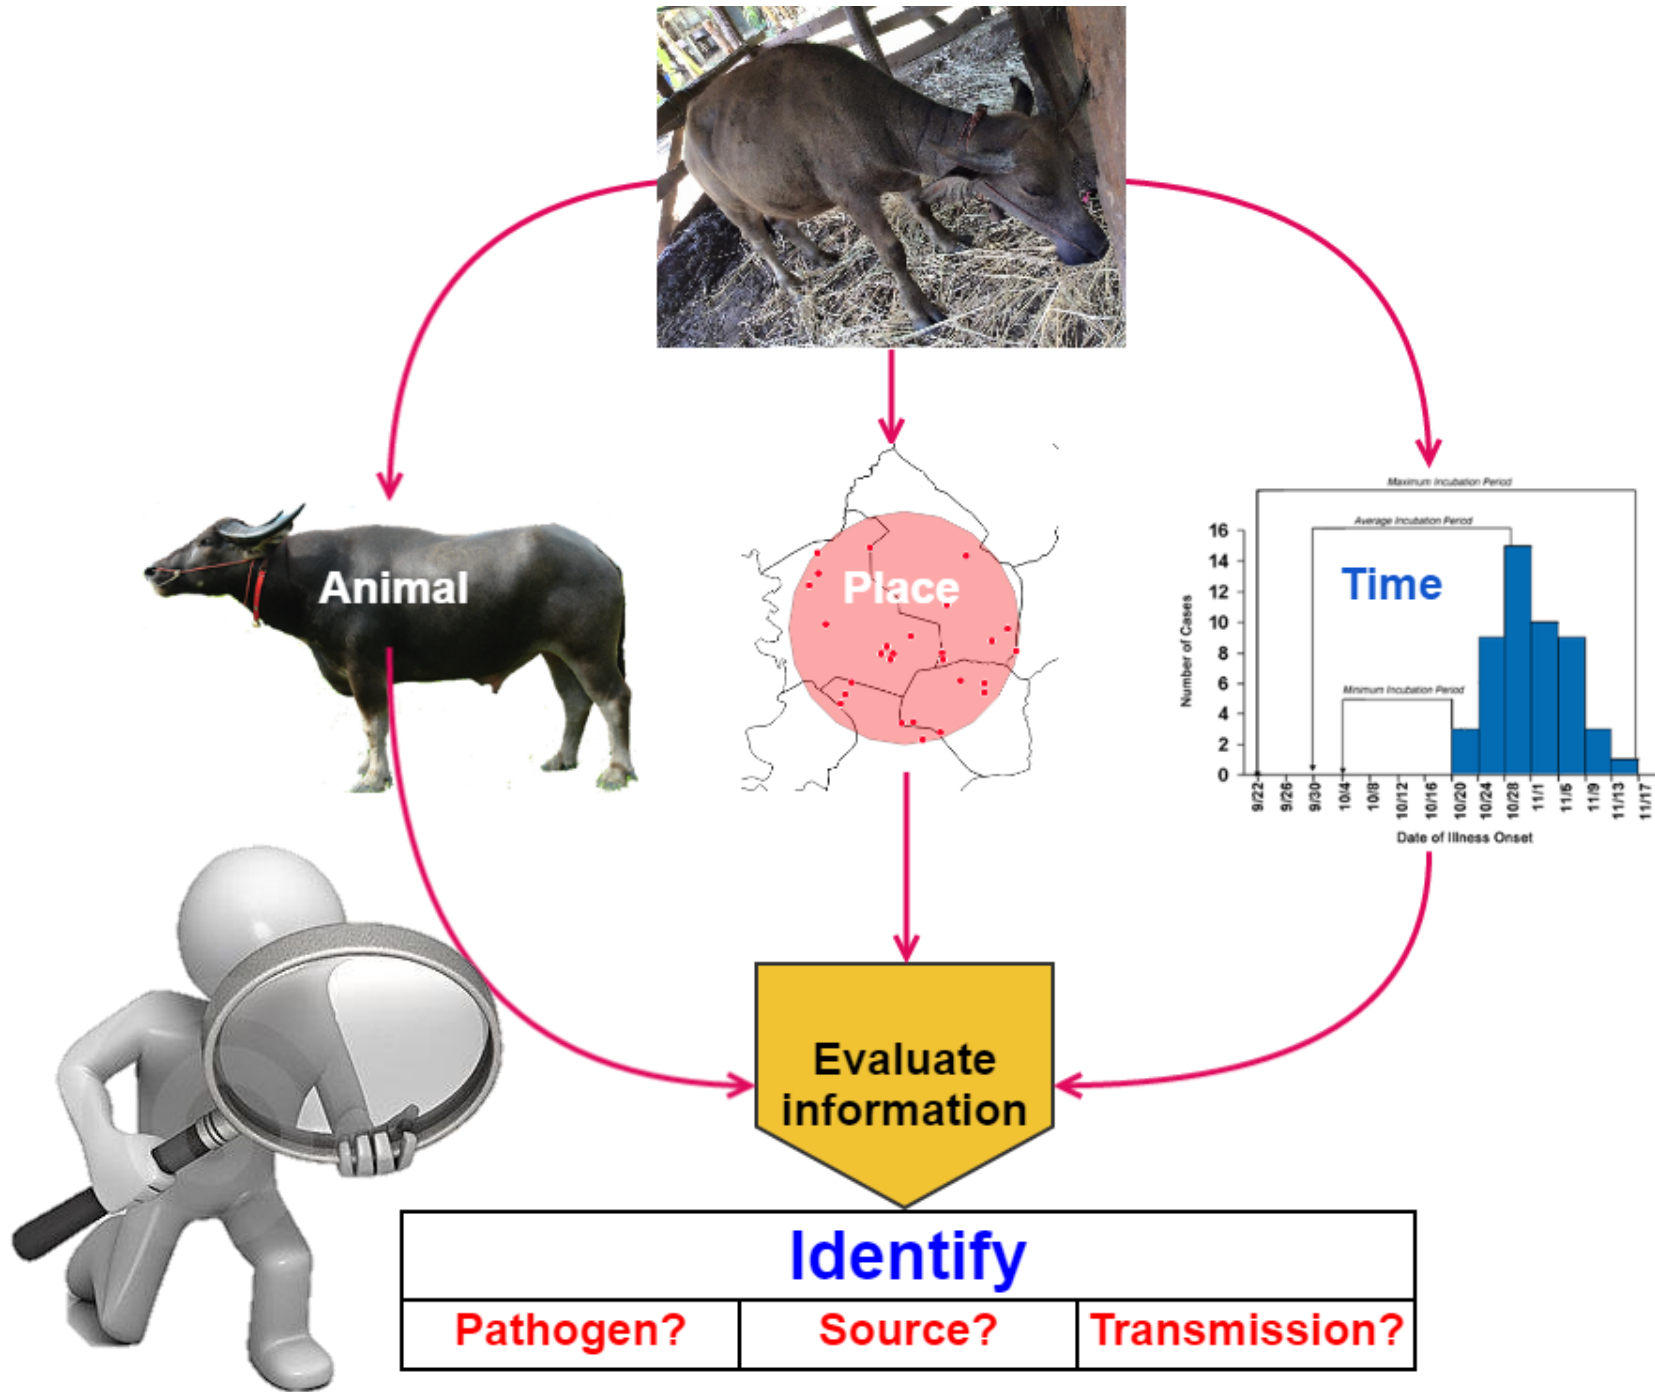 Animal
Place
Maximum Incubation Period
Average Incubation Period
Time
Minimum Incubation Period
Number of Cases
16
14
12
10
8
6
4
2
0
9/22
9/26
9/30
10/4
10/8
10/12
10/16
10/20
10/24
10/28
11/1
11/5
11/9
11/13
11/17
Date of Illness Onset
Evaluate
information
Identify
Pathogen?
Source?
Transmission?